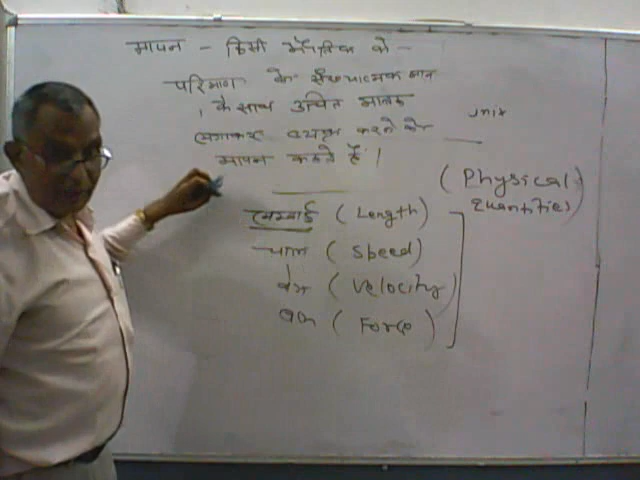 मापन - किसी भौतिक के -
परिमाण के संख्यात्मक मान
, के साथ उचित मात्रक
लगाकर व्यक्त करने को
मापन कहते हैं ।
unit
(Physical)
quantities
लम्बाई (Length)
चाल (Speed)
वेग (Velocity)
बल (Force)